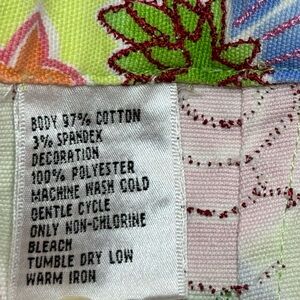 BODY 97% COTTON
3% SPANDEX
DECORATION
100% POLYESTER
MACHINE WASH COLD
GENTLE CYCLE
ONLY NON-CHLORINE
BLEACH
TUMBLE DRY LOW
WARM IRON